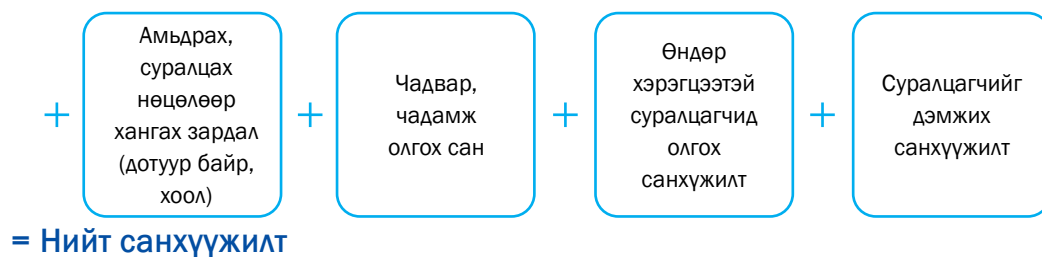 +
Амьдрах,
суралцах
нөцөлөөр
хангах зардал
(дотуур байр,
хоол)
+
Чадвар,
чадамж
олгох сан
+
Өндөр
хэрэгцээтэй
суралцагчид
олгох
санхүжилт
+
Суралцагчийг
дэмжих
санхүүжилт
= Нийт санхүүжилт